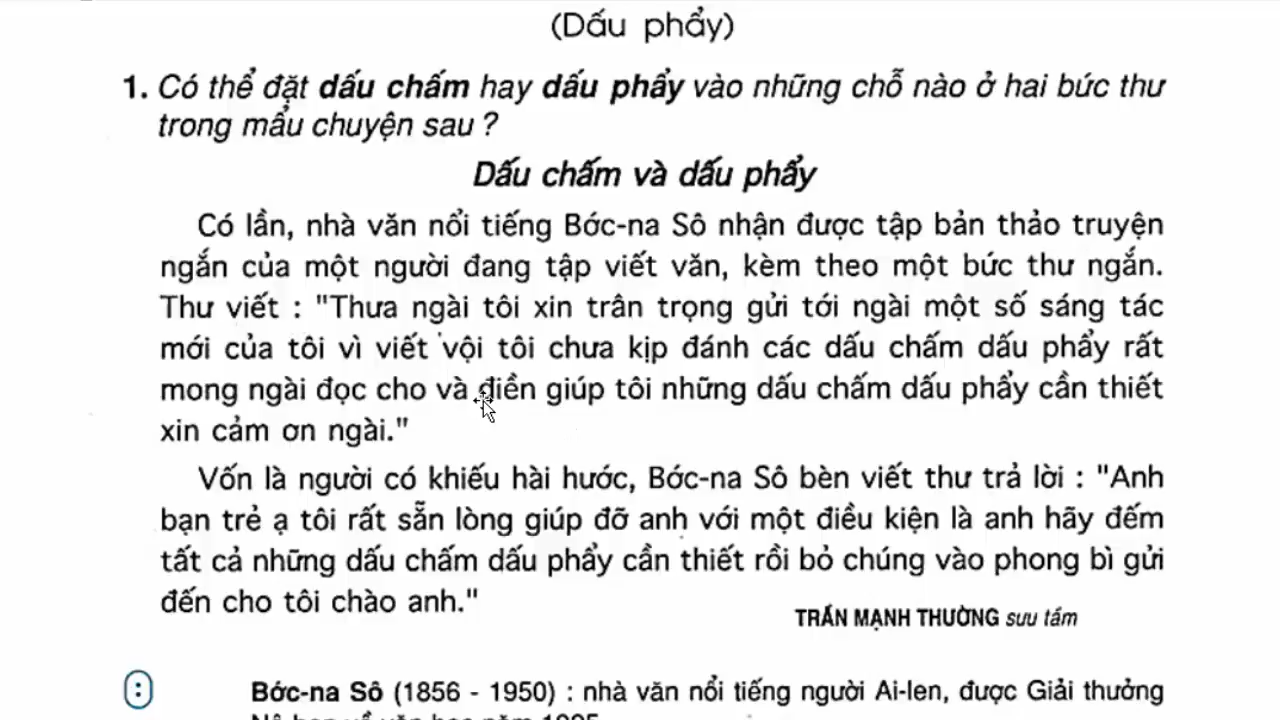 (Dấu phẩy)
1. Có thể đặt dấu chấm hay dấu phẩy vào những chỗ nào ở hai bức thư
trong mẩu chuyện sau ?
Dấu chấm và dấu phẩy
Có lần, nhà văn nổi tiếng Bớc-na Sô nhận được tập bản thảo truyện
ngắn của một người đang tập viết văn, kèm theo một bức thư ngắn.
Thư viết : "Thưa ngài tôi xin trân trọng gửi tới ngài một số sáng tác
mới của tôi vì viết vội tôi chưa kịp đánh các dấu chấm dấu phẩy rất
mong ngài đọc cho và điền giúp tôi những dấu chấm dấu phẩy cần thiết
xin cảm ơn ngài."
Vốn là người có khiếu hài hước, Bớc-na Sô bèn viết thư trả lời : "Anh
bạn trẻ ạ tôi rất sẵn lòng giúp đỡ anh với một điều kiện là anh hãy đếm
tất cả những dấu chấm dấu phẩy cần thiết rồi bỏ chúng vào phong bì gửi
đến cho tôi chào anh."
TRẦN MẠNH THƯỜNG sưu tầm
Bớc-na Sô (1856 - 1950) : nhà văn nổi tiếng người Ai-len, được Giải thưởng